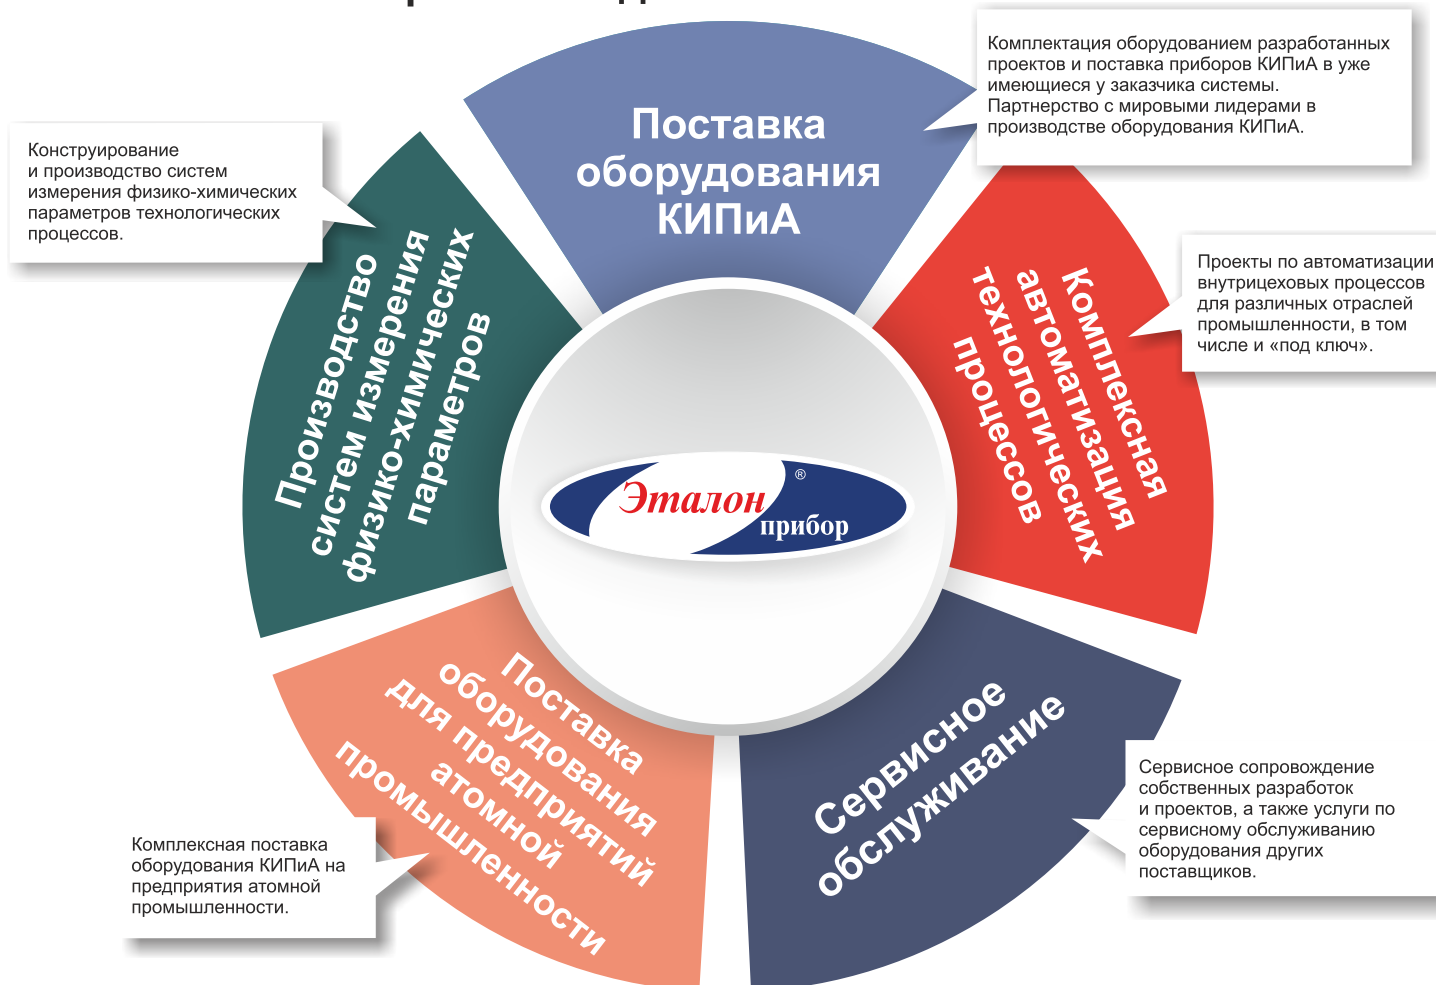 Поставка
оборудования
КИПиА
Комплектация оборудованием разработанных
проектов и поставка приборов КИПиА в уже
имеющиеся у заказчика системы.
Партнерство с мировыми лидерами в
производстве оборудования КИПиА.
Комплексная
автоматизация
технологических
процессов
Проекты по автоматизации
внутрицеховых процессов
для различных отраслей
промышленности, в том
числе и «под ключ».
Сервисное
обслуживание
Сервисное сопровождение
собственных разработок
и проектов, а также услуги по
сервисному обслуживанию
оборудования других
поставщиков.
Поставка
оборудования
для предприятий
атомной
промышленности
Комплексная поставка
оборудования КИПиА на
предприятия атомной
промышленности.
Производство
систем измерения
физико-химических
параметров
Конструирование
и производство систем
измерения физико-химических
параметров технологических
процессов.
Эталон ®
прибор